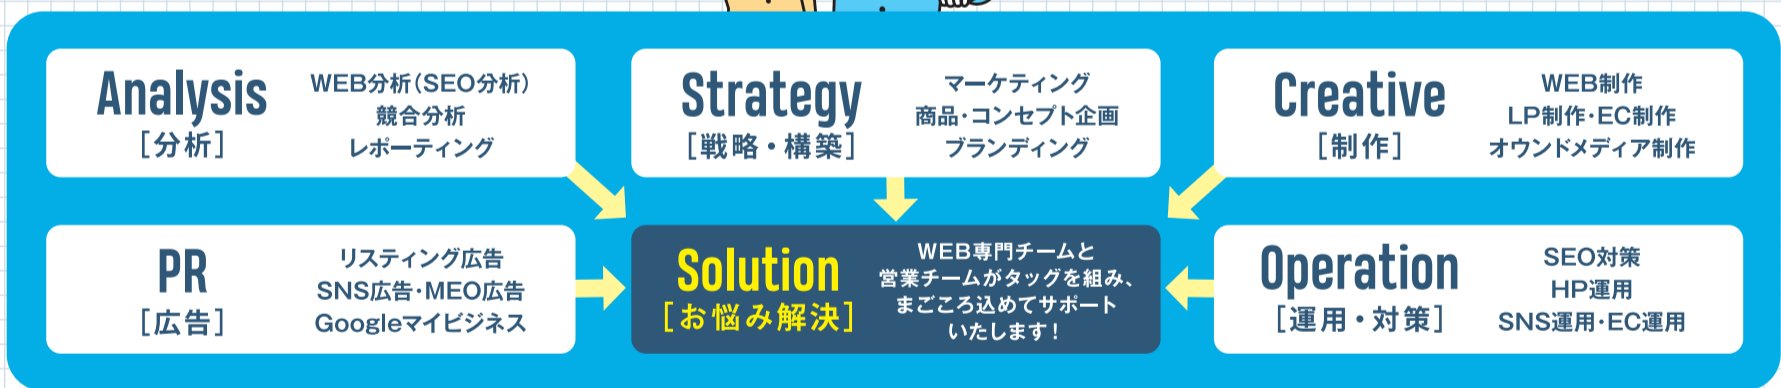 Analysis
[分析]
WEB分析(SEO分析)
競合分析
レポーティング
Strategy
[戦略・構築]
マーケティング
商品・コンセプト企画
ブランディング
Creative
[制作]
WEB制作
LP制作・EC制作
オウンドメディア制作
PR
[広告]
リスティング広告
SNS広告・MEO広告
Googleマイビジネス
Solution
[お悩み解決]
WEB専門チームと
営業チームがタッグを組み、
まごころ込めてサポート
いたします!
Operation
[運用・対策]
SEO対策
HP運用
SNS運用・EC運用